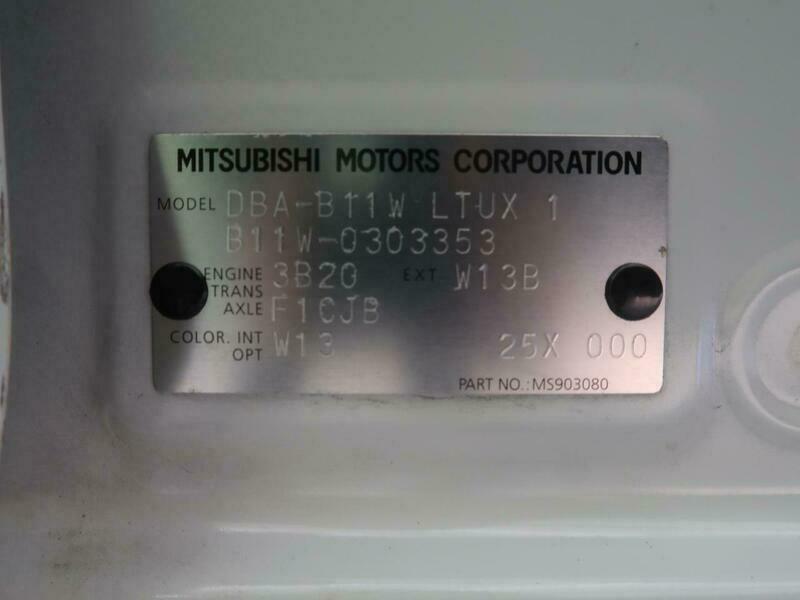 MITSUBISHI MOTORS CORPORATION
MODEL DBA-B11W LTUX 1
B11W-0303353
ENGINE 3B20 EXT W13B
TRANS AXLE F1CJB
COLOR. INT OPT W13 25X 000
PART NO.: MS903080